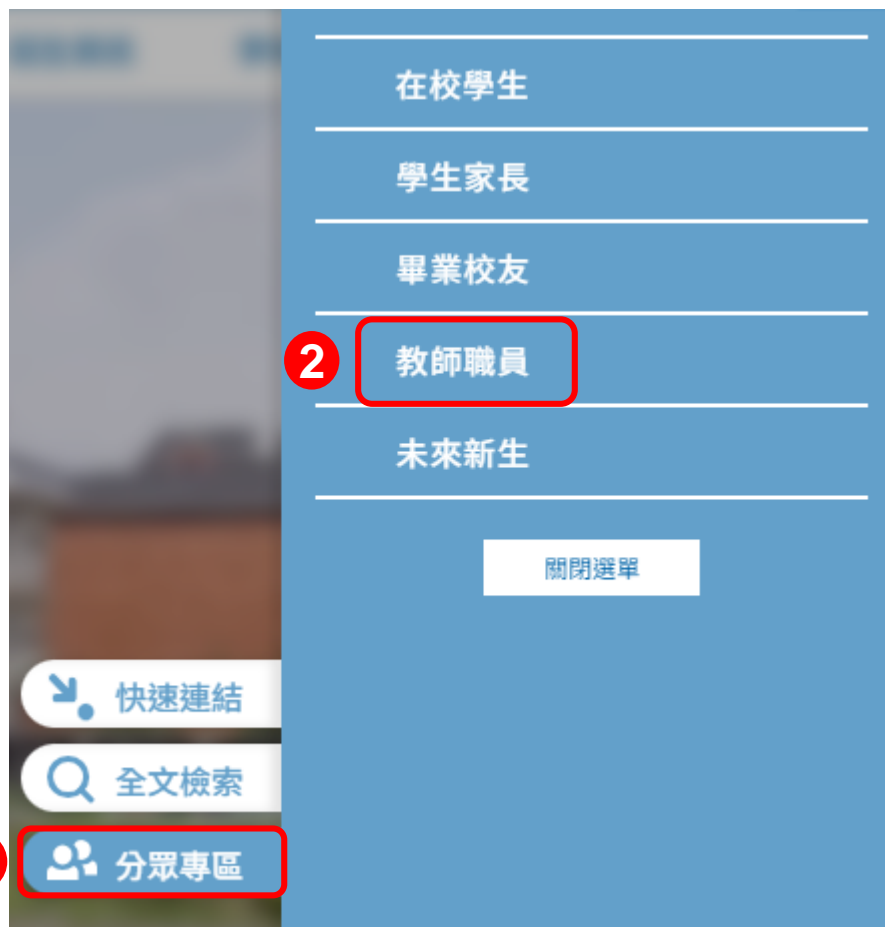 在校學生
學生家長
畢業校友
2
教師職員
未來新生
關閉選單
快速連結
全文檢索
分眾專區